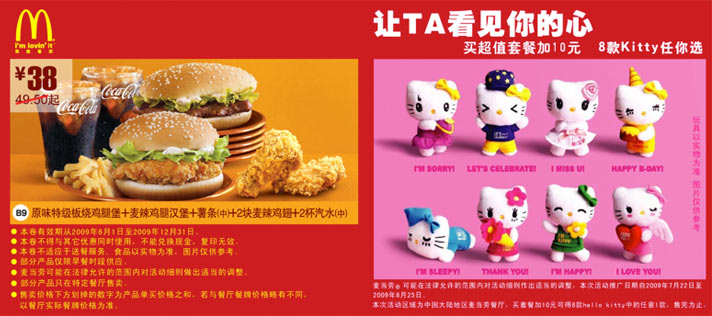 i'm lovin' it
¥38
49.50起
Coca-Cola
Coca-Cola
B9 原味特级板烧鸡腿堡+麦辣鸡腿汉堡+薯条(中)+2块麦辣鸡翅+2杯汽水(中)
● 本券有效期从2009年6月1日至2009年12月31日。
● 本券不得与其它优惠同时使用，不能兑换现金，复印无效。
● 本券不适应于送餐服务，食品以实物为准，图片仅供参考。
● 部分产品仅限早餐时段供应。
● 麦当劳可能在法律允许的范围内对活动细则做出适当的调整。
● 部分产品只在特定餐厅售卖。
● 售卖价格下方划掉的数字为产品单买价格之和，若与餐厅餐牌价格略有不同，
以餐厅实际餐牌价格为准.
让TA看见你的心
买超值套餐加10元 8款Kitty任你选
I'M SORRY!
LET'S CELEBRATE!
I MISS U!
HAPPY B-DAY!
I'M SLEEPY!
THANK YOU!
I'M HAPPY!
I LOVE YOU!
玩具以实物为准 图片仅供参考.
麦当劳®可能在法律允许的范围内对活动细则作出适当的调整，本次活动推广日期自2009年7月22日至
2009年8月25日.
本次活动区域为中国大陆地区麦当劳餐厅，买套餐加10元可得8款hello kitty中的任意1款，售完为止.